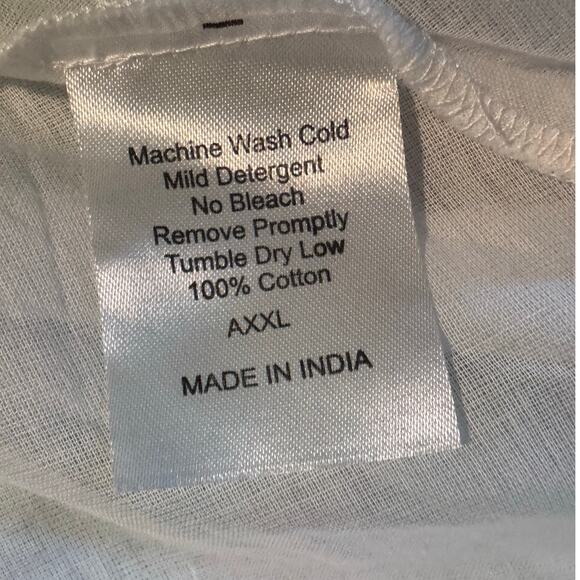 Machine Wash Cold
Mild Detergent
No Bleach
Remove Promptly
Tumble Dry Low
100% Cotton
AXXL
MADE IN INDIA